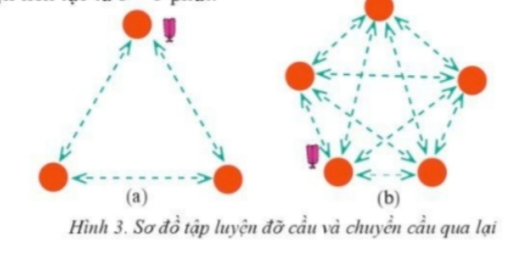 (a)
(b)
Hình 3. Sơ đồ tập luyện đỡ cầu và chuyền cầu qua lại